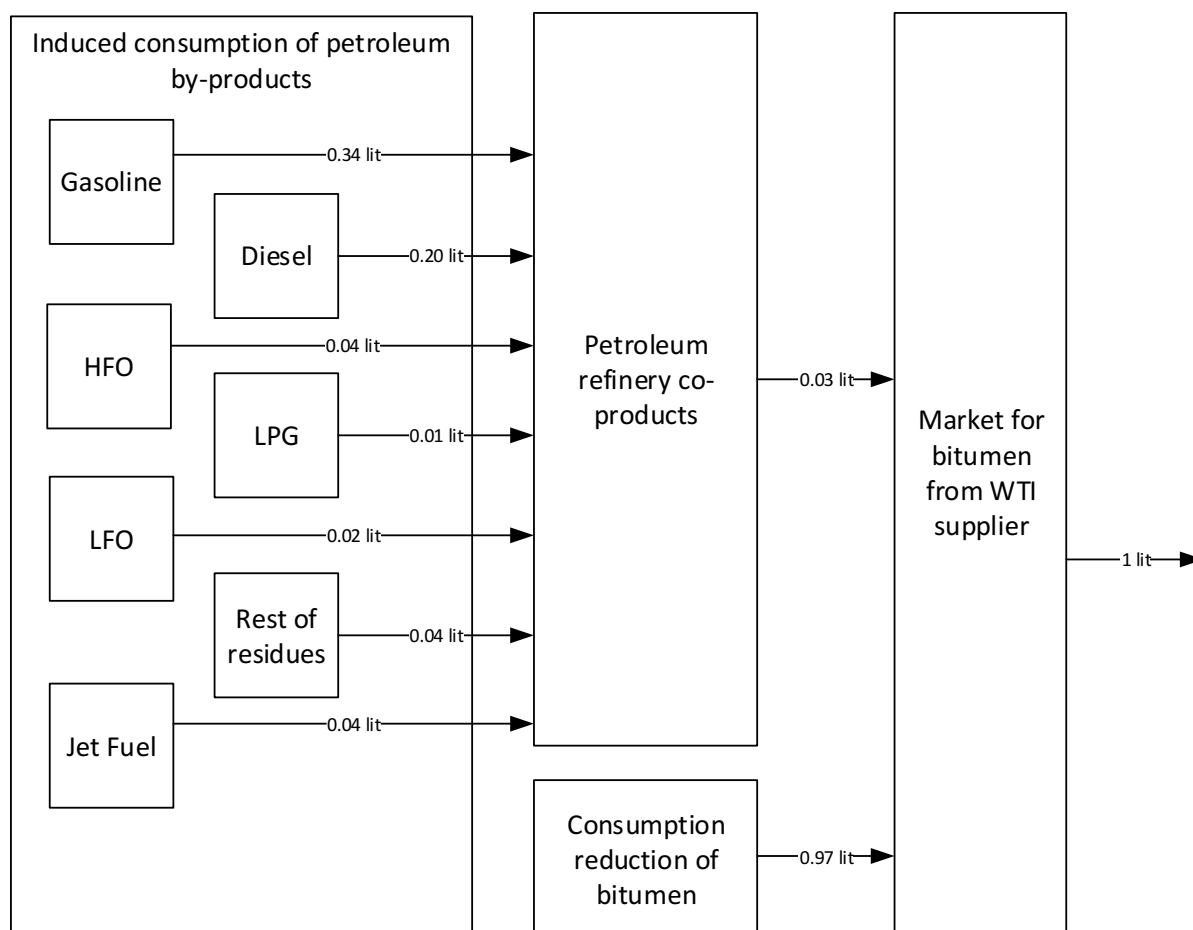 Induced consumption of petroleum
by-products
Gasoline
0.34 lit
Diesel
0.20 lit
HFO
0.04 lit
LPG
0.01 lit
LFO
0.02 lit
Rest of
residues
0.04 lit
Jet Fuel
0.04 lit
Petroleum
refinery co-
products
0.03 lit
Consumption
reduction of
bitumen
0.97 lit
Market for
bitumen
from WTI
supplier
1 lit